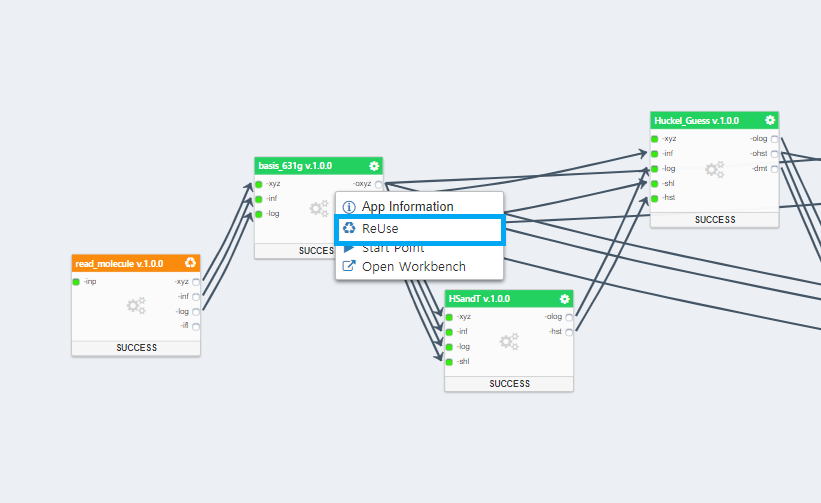 Huckel_Guess v.1.0.0
-xyz
-olog
-inf
-ohst
-log
-dmt
-shl
-hst
SUCCESS
basis_631g v.1.0.0
-xyz
-oxyz
-inf
-log
SUCCESS
App Information
ReUse
Start Point
Open Workbench
read_molecule v.1.0.0
-inp
-xyz
-inf
-log
-ifl
SUCCESS
HSandT v.1.0.0
-xyz
-olog
-inf
-hst
-log
-shl
SUCCESS